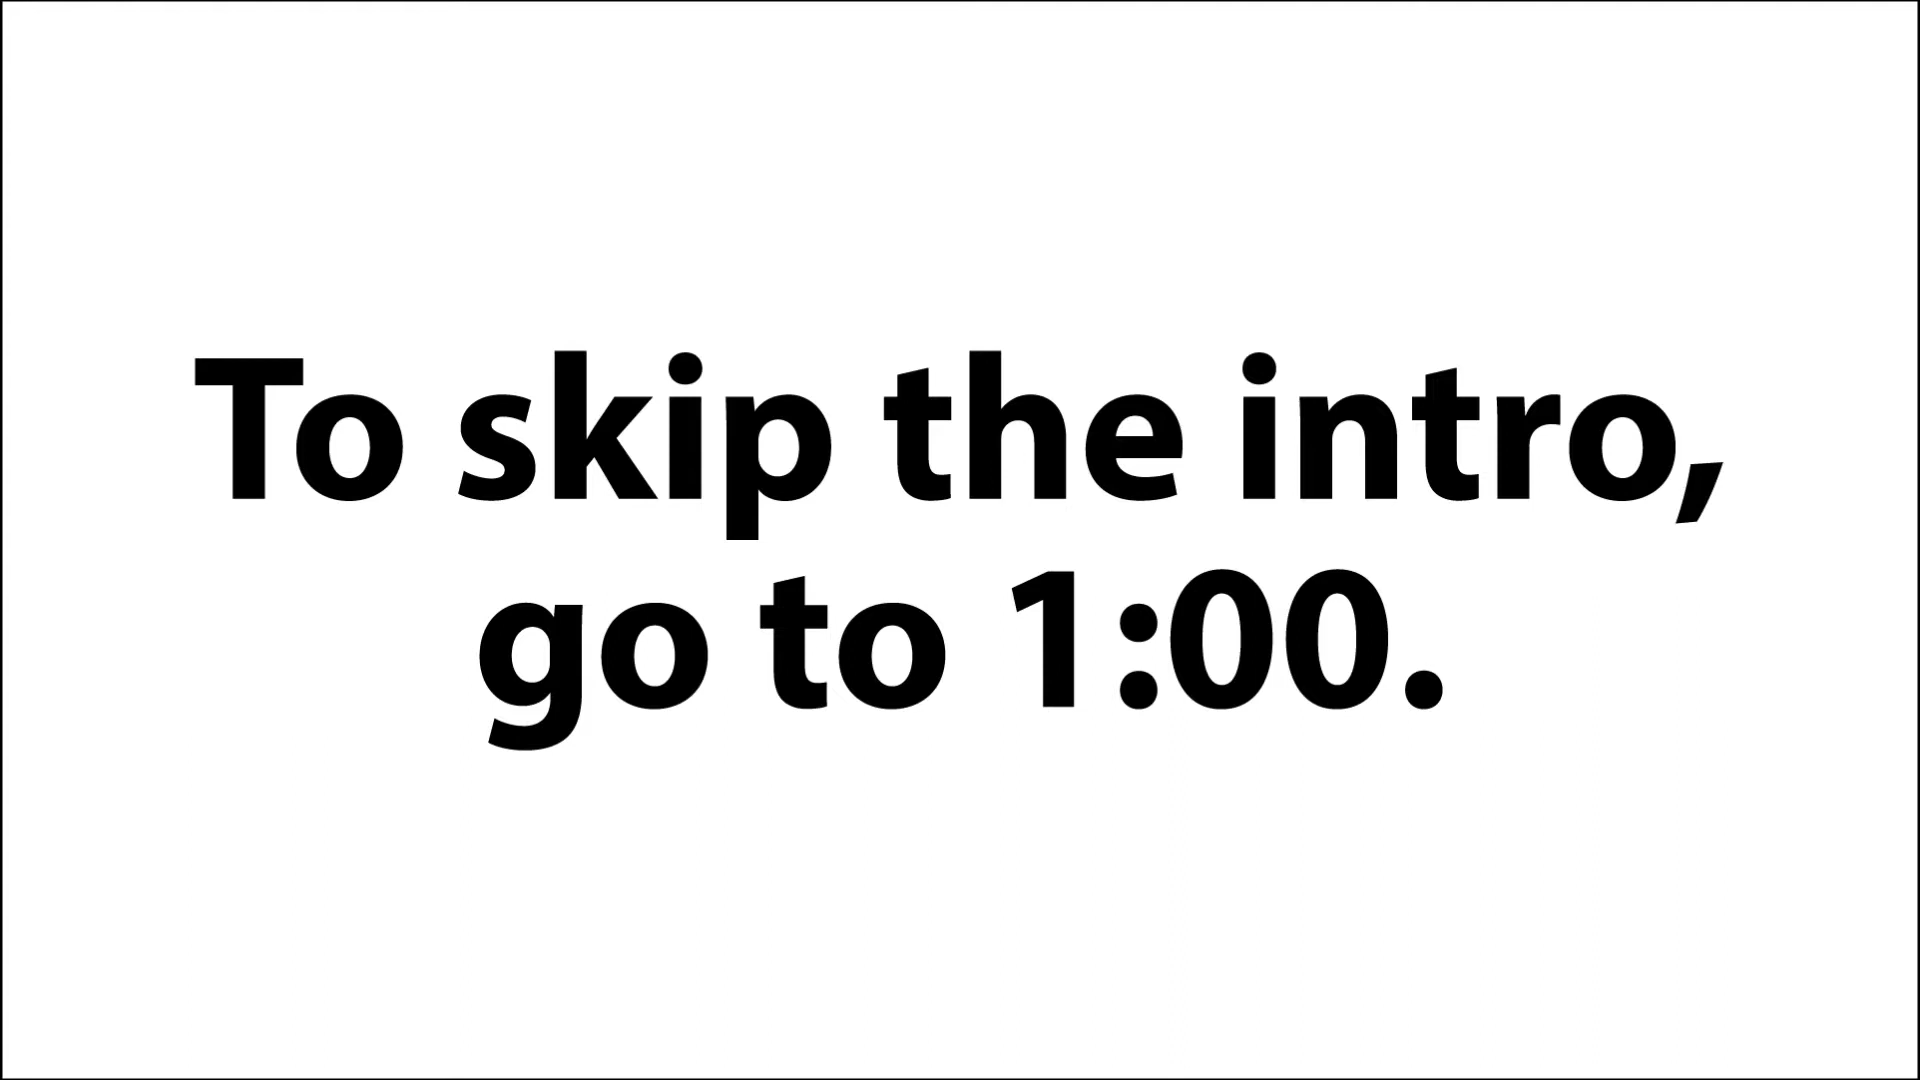 To skip the intro,
go to 1:00.